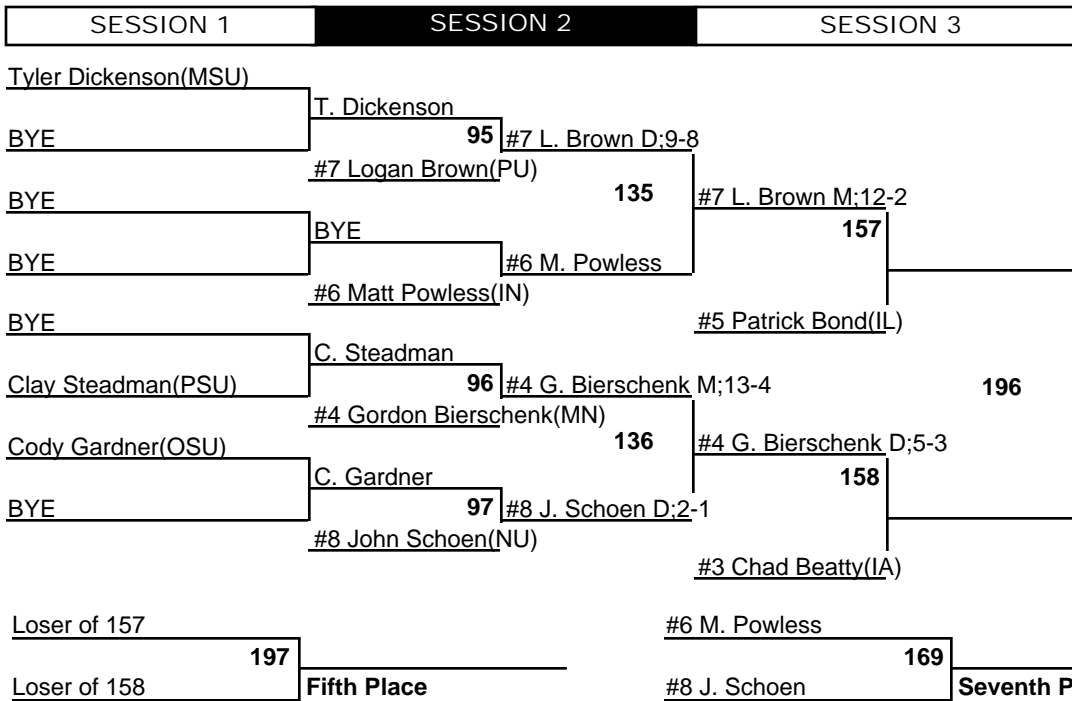 SESSION 1 SESSION 2 SESSION 3
Tyler Dickenson(MSU)
T. Dickenson
BYE 95 #7 L. Brown D;9-8
#7 Logan Brown(PU)
135 #7 L. Brown M;12-2
BYE
BYE 157
BYE #6 M. Powless
#6 Matt Powless(IN)
BYE #5 Patrick Bond(IL)
C. Steadman
Clay Steadman(PSU) 96 #4 G. Bierschenk M;13-4 196
#4 Gordon Bierschenk(MN)
Cody Gardner(OSU) 136 #4 G. Bierschenk D;5-3
C. Gardner 158
BYE 97 #8 J. Schoen D;2-1
#8 John Schoen(NU)
#3 Chad Beatty(IA)
Loser of 157 #6 M. Powless
197 169
Loser of 158 Fifth Place #8 J. Schoen Seventh P